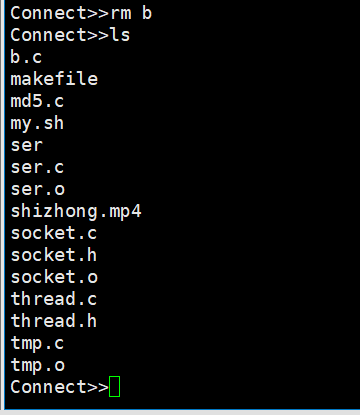 Connect>>rm b
Connect>>ls
b.c
makefile
md5.c
my.sh
ser
ser.c
ser.o
shizhong.mp4
socket.c
socket.h
socket.o
thread.c
thread.h
tmp.c
tmp.o
Connect>>